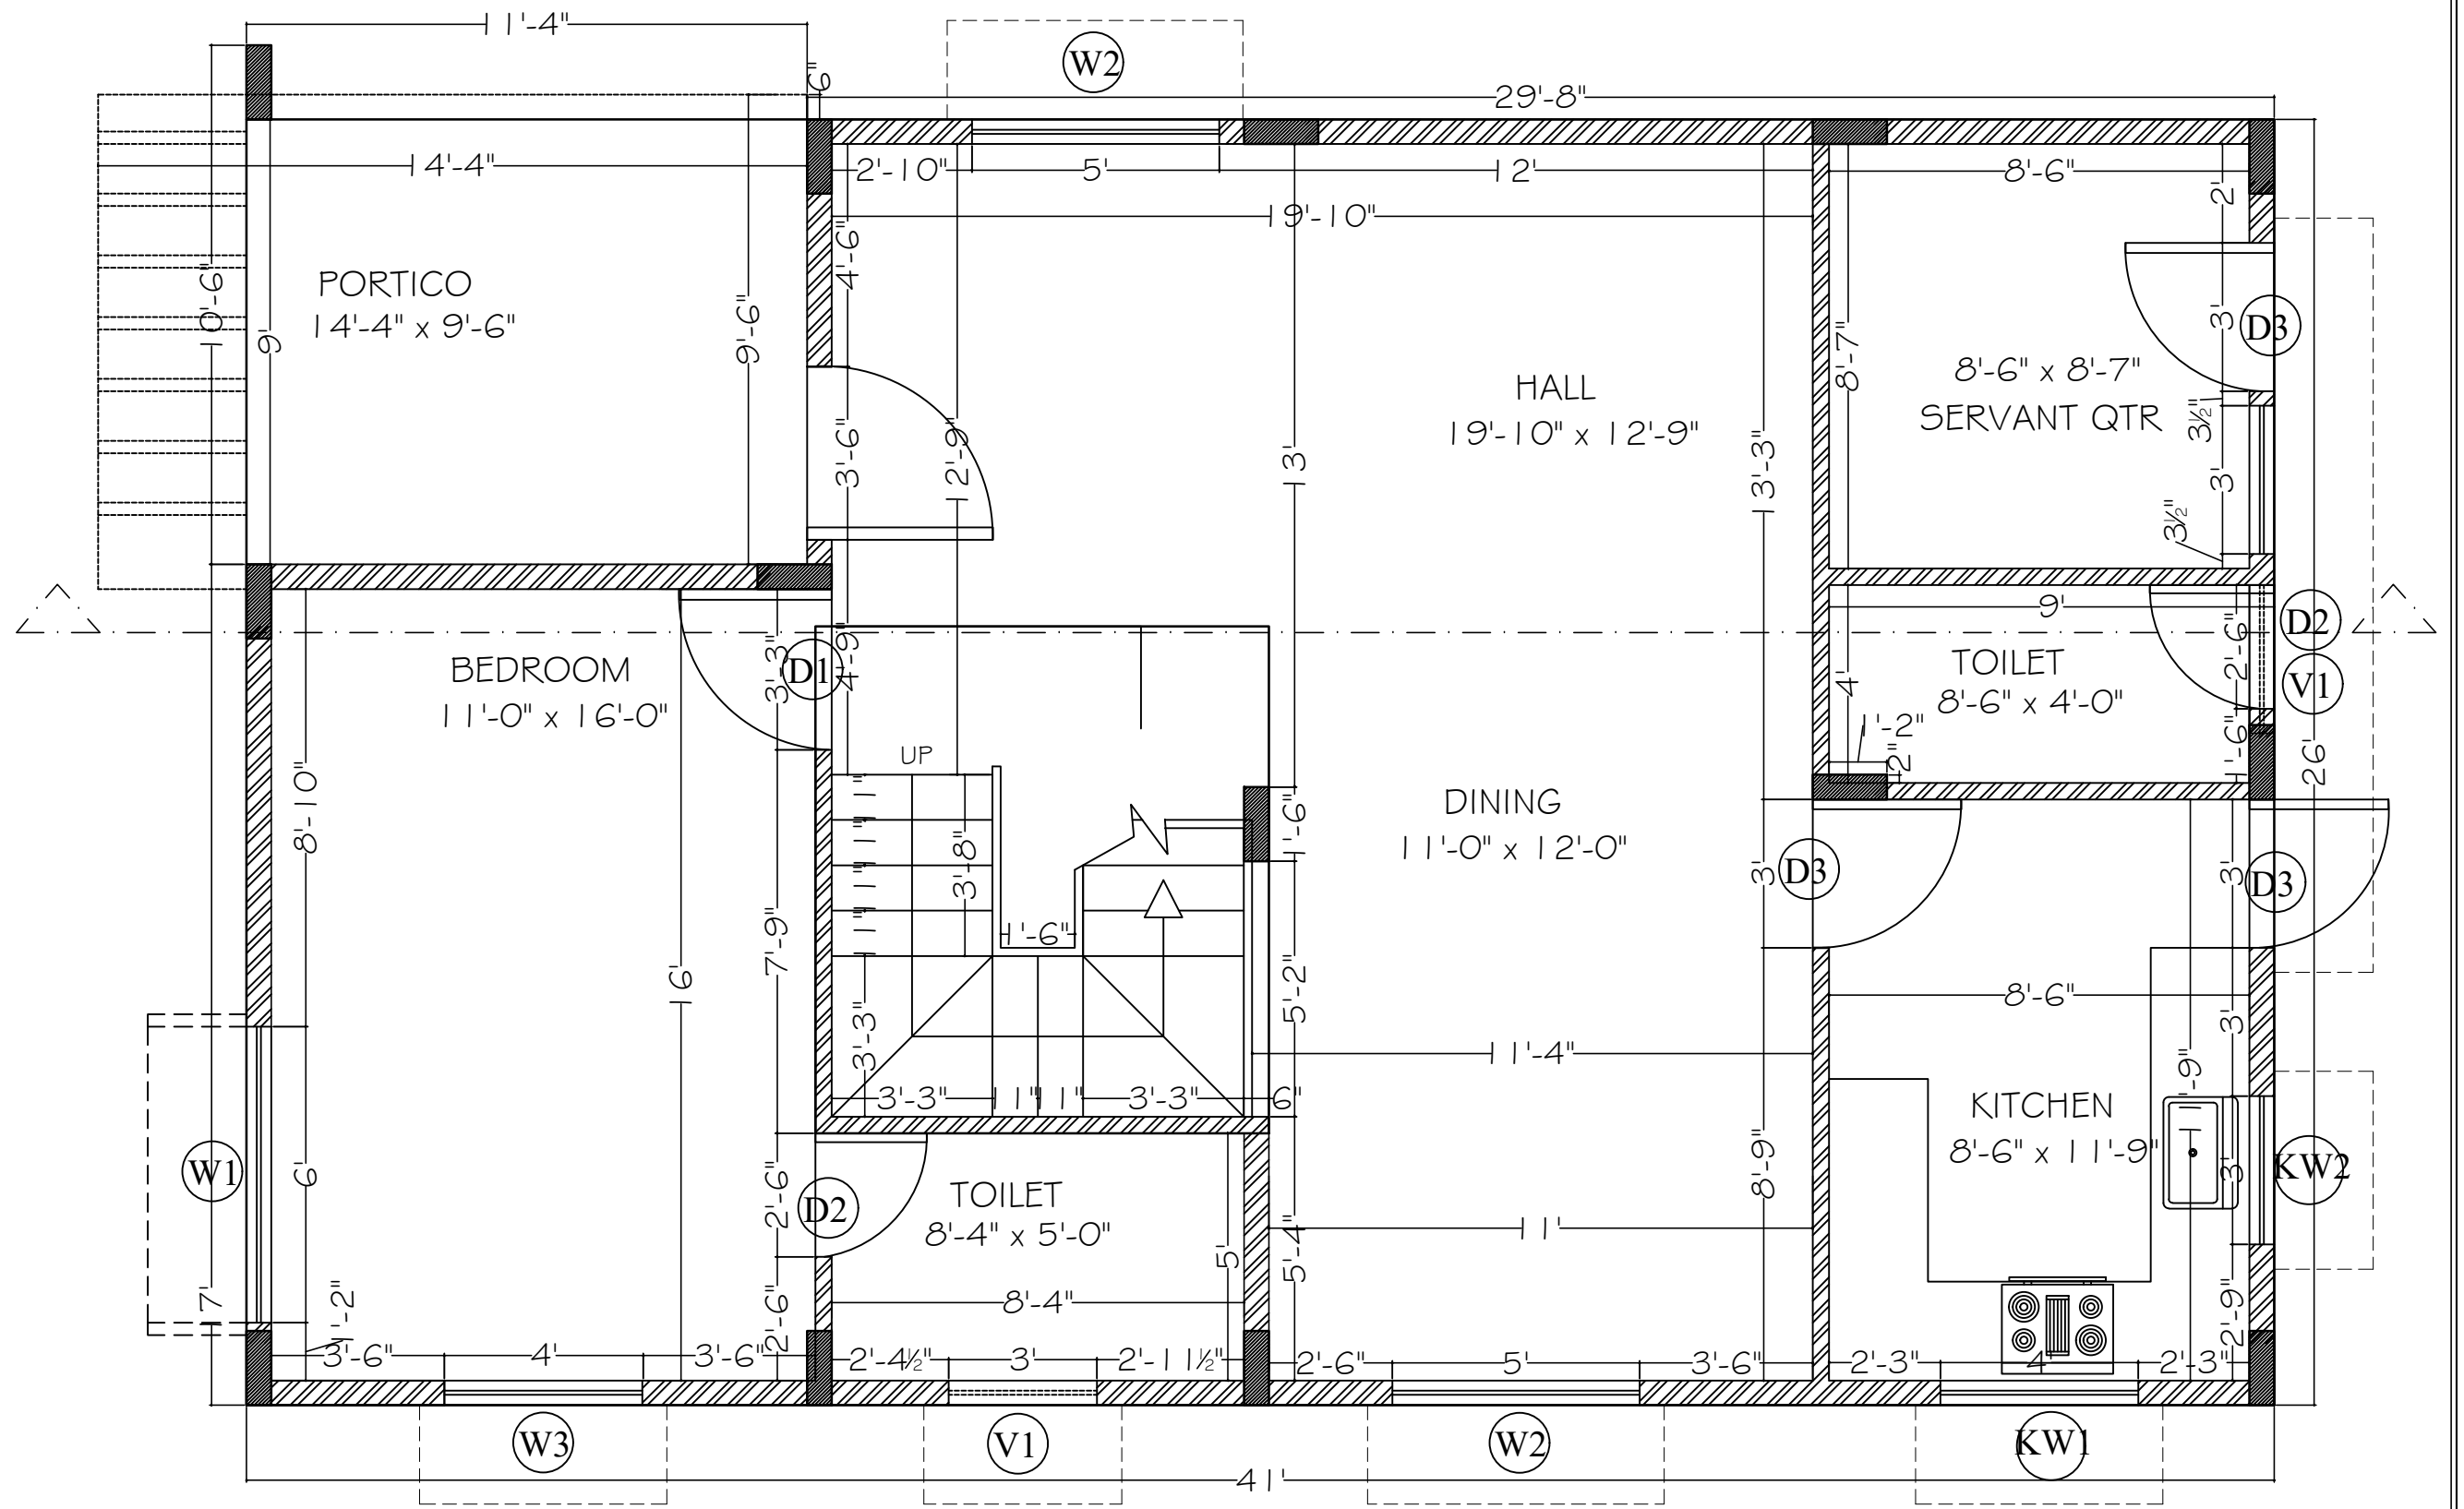 11'-4"
6"
W2
29'-8"
14'-4"
2'-10"
5'
12'
8'-6"
2'
19'-10"
4'-6"
PORTICO
14'-4" x 9'-6"
10'-6"
9'
9'-6"
3'
D3
8'-7"
8'-6" x 8'-7"
SERVANT QTR
HALL
19'-10" x 12'-9"
3'-6"
12'-9"
13'
13'-3"
3½"
3'
3½"
9'
D2
BEDROOM
11'-0" x 16'-0"
3'-3"
D1
4'-9"
TOILET
8'-6" x 4'-0"
4'
2'-6"
V1
1'-2"
2"
1'-6"
26'
UP
11"
11"
11"
11"
8'-10"
3'-8"
1'-6"
DINING
11'-0" x 12'-0"
3'
D3
3'
D3
7'-9"
16'
1'-6"
5'-2"
8'-6"
3'
3'-3"
11'-4"
3'-3"
11"
11"
3'-3"
6"
KITCHEN
8'-6" x 11'-9"
11'-9"
3'
KW2
W1
6'
2'-6"
D2
TOILET
8'-4" x 5'-0"
5'
5'-4"
11'
8'-9"
17'
1'-2"
2'-6"
8'-4"
2'-9"
3'-6"
4'
3'-6"
2'-4½"
3'
2'-11½"
2'-6"
5'
3'-6"
2'-3"
4'
2'-3"
W3
V1
W2
KW1
41'